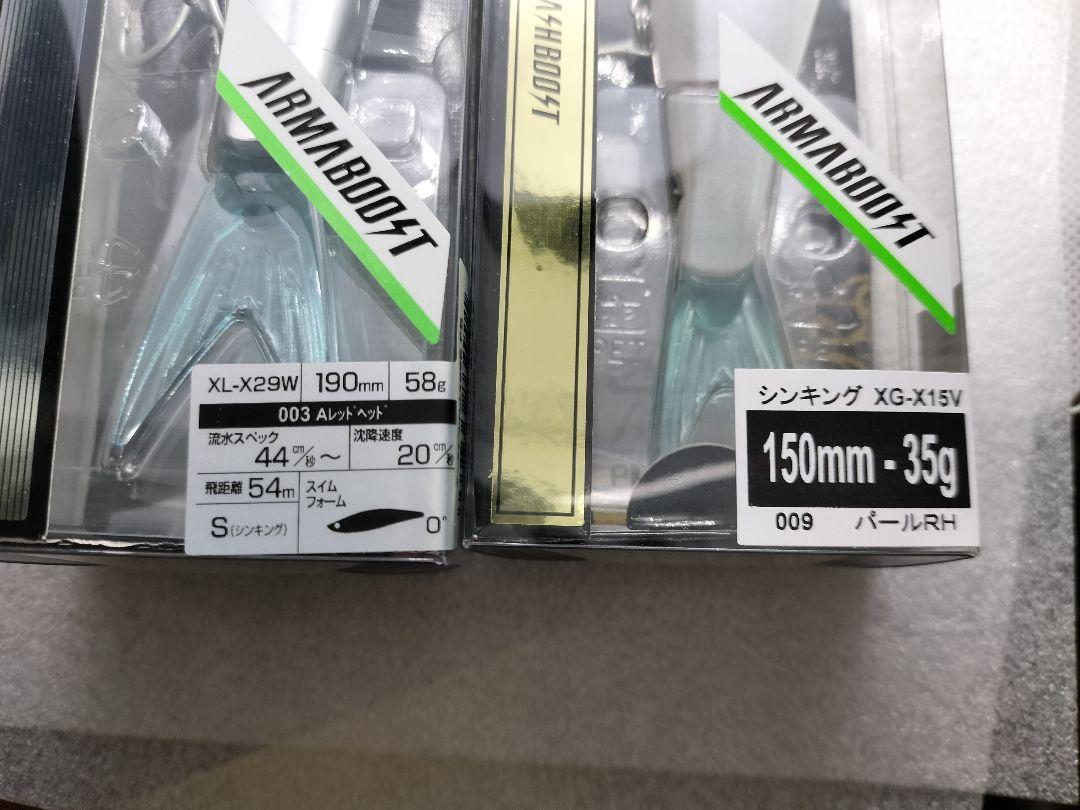 ARMABOOST
XL-X29W 190mm 58g
003 Aレッドヘッド
流水スペック 44cm/秒～
沈降速度 20cm/秒
飛距離 54m
スイムフォーム 0°
S(シンキング)
ASHBOOST
ARMABOOST
シンキング XG-X15V
150mm - 35g
009 パールRH